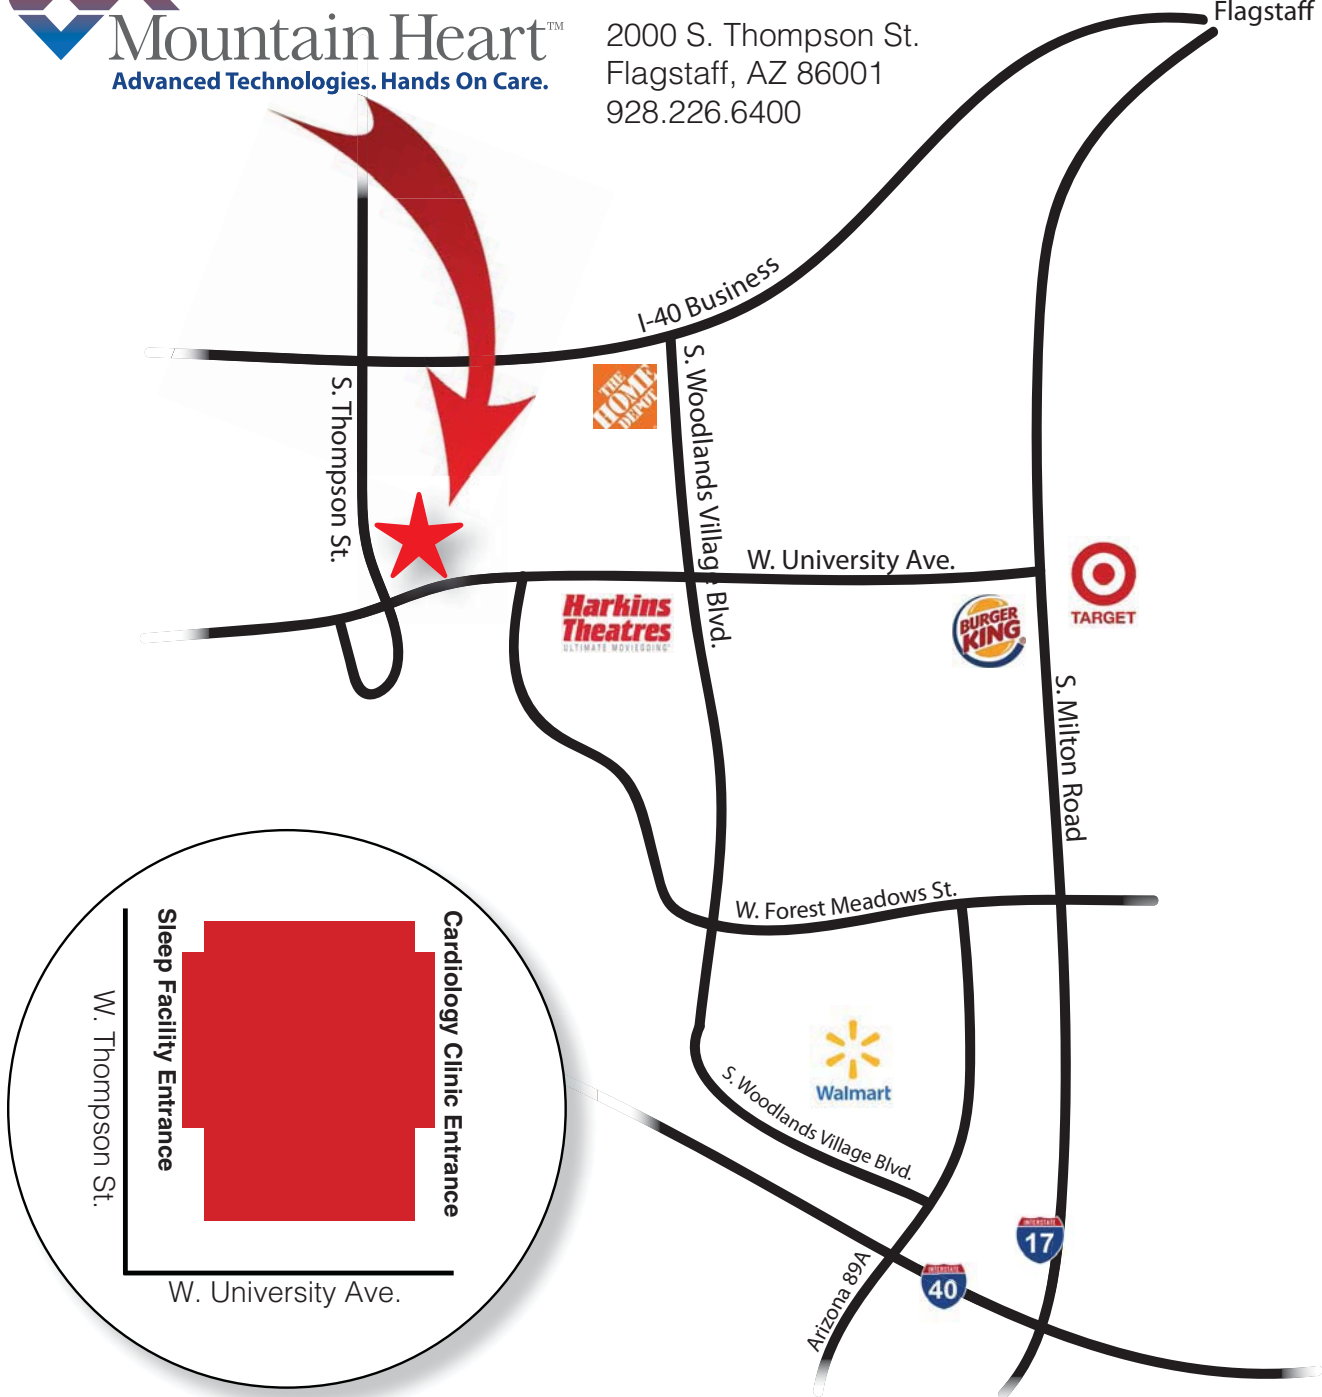 Mountain Heart™
Advanced Technologies. Hands On Care.
2000 S. Thompson St.
Flagstaff, AZ 86001
928.226.6400
Flagstaff
I-40 Business
S. Thompson St.
THE
HOME
DEPOT
S. Woodlands Village Blvd.
W. University Ave.
Harkins
Theatres
ULTIMATE MOVIEGOING®
BURGER
KING®
TARGET
S. Milton Road
W. Forest Meadows St.
Walmart
S. Woodlands Village Blvd.
Arizona 89A
INTERSTATE
40
INTERSTATE
17
Sleep Facility Entrance
Cardiology Clinic Entrance
W. Thompson St.
W. University Ave.